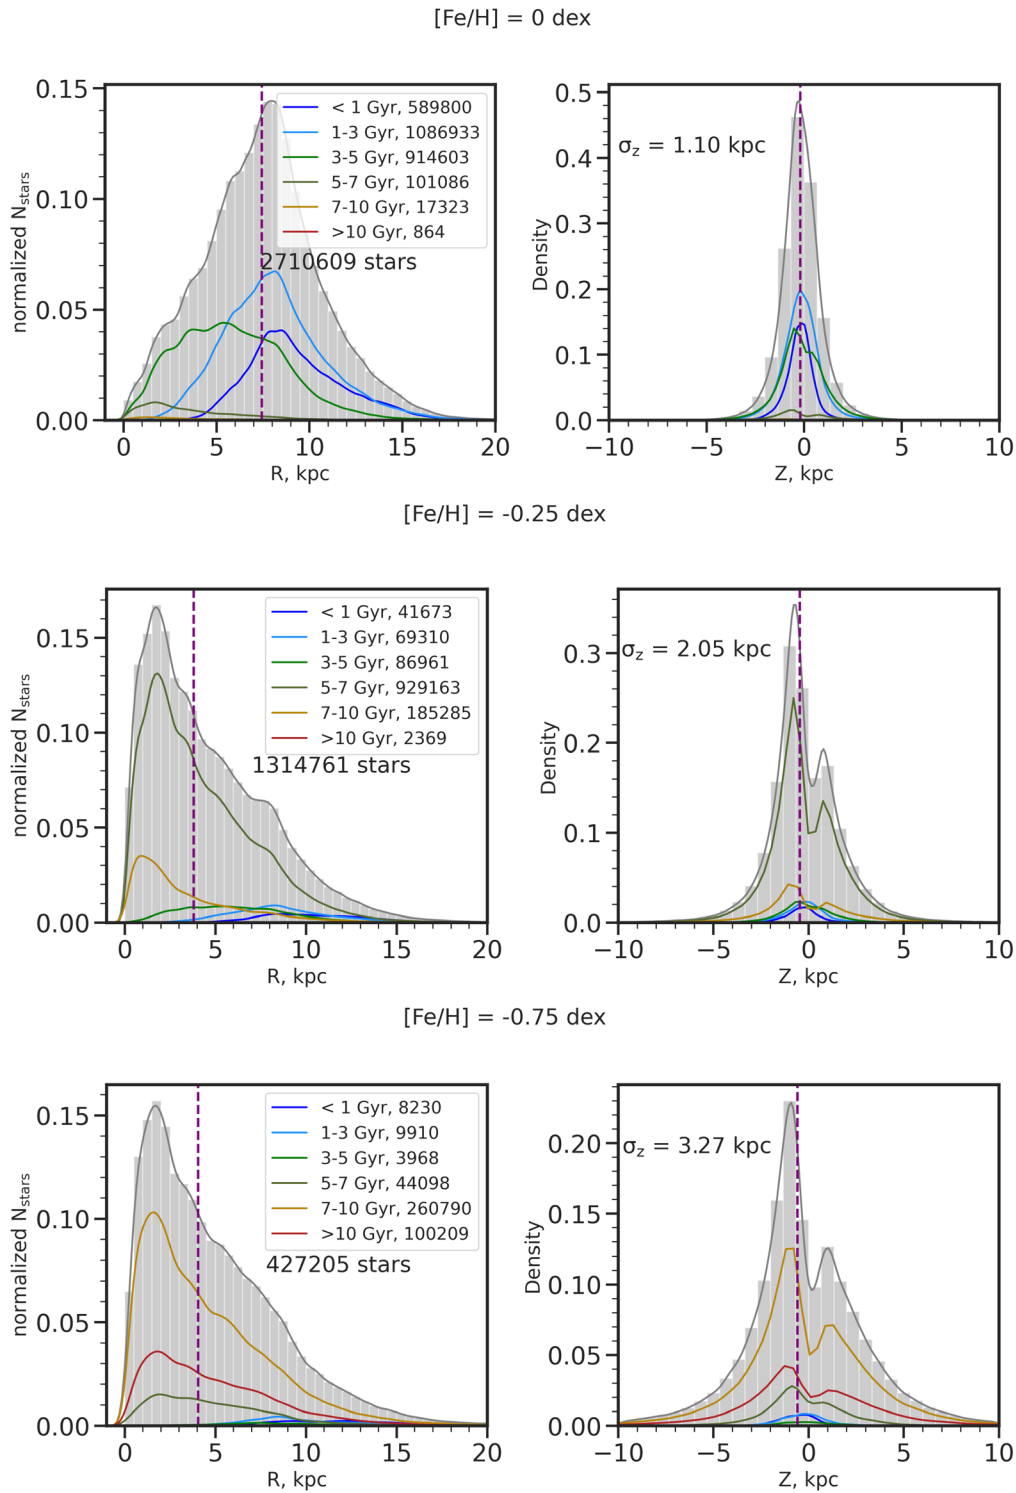 [Fe/H] = 0 dex
normalized N_stars
0.15
0.10
0.05
0.00
< 1 Gyr, 589800
1-3 Gyr, 1086933
3-5 Gyr, 914603
5-7 Gyr, 101086
7-10 Gyr, 17323
>10 Gyr, 864
2710609 stars
0 5 10 15 20
R, kpc
Density
0.5
0.4
0.3
0.2
0.1
0.0
σ_z = 1.10 kpc
−10 −5 0 5 10
Z, kpc
[Fe/H] = -0.25 dex
normalized N_stars
0.15
0.10
0.05
0.00
< 1 Gyr, 41673
1-3 Gyr, 69310
3-5 Gyr, 86961
5-7 Gyr, 929163
7-10 Gyr, 185285
>10 Gyr, 2369
1314761 stars
0 5 10 15 20
R, kpc
Density
0.3
0.2
0.1
0.0
σ_z = 2.05 kpc
−10 −5 0 5 10
Z, kpc
[Fe/H] = -0.75 dex
normalized N_stars
0.15
0.10
0.05
0.00
< 1 Gyr, 8230
1-3 Gyr, 9910
3-5 Gyr, 3968
5-7 Gyr, 44098
7-10 Gyr, 260790
>10 Gyr, 100209
427205 stars
0 5 10 15 20
R, kpc
Density
0.20
0.15
0.10
0.05
0.00
σ_z = 3.27 kpc
−10 −5 0 5 10
Z, kpc